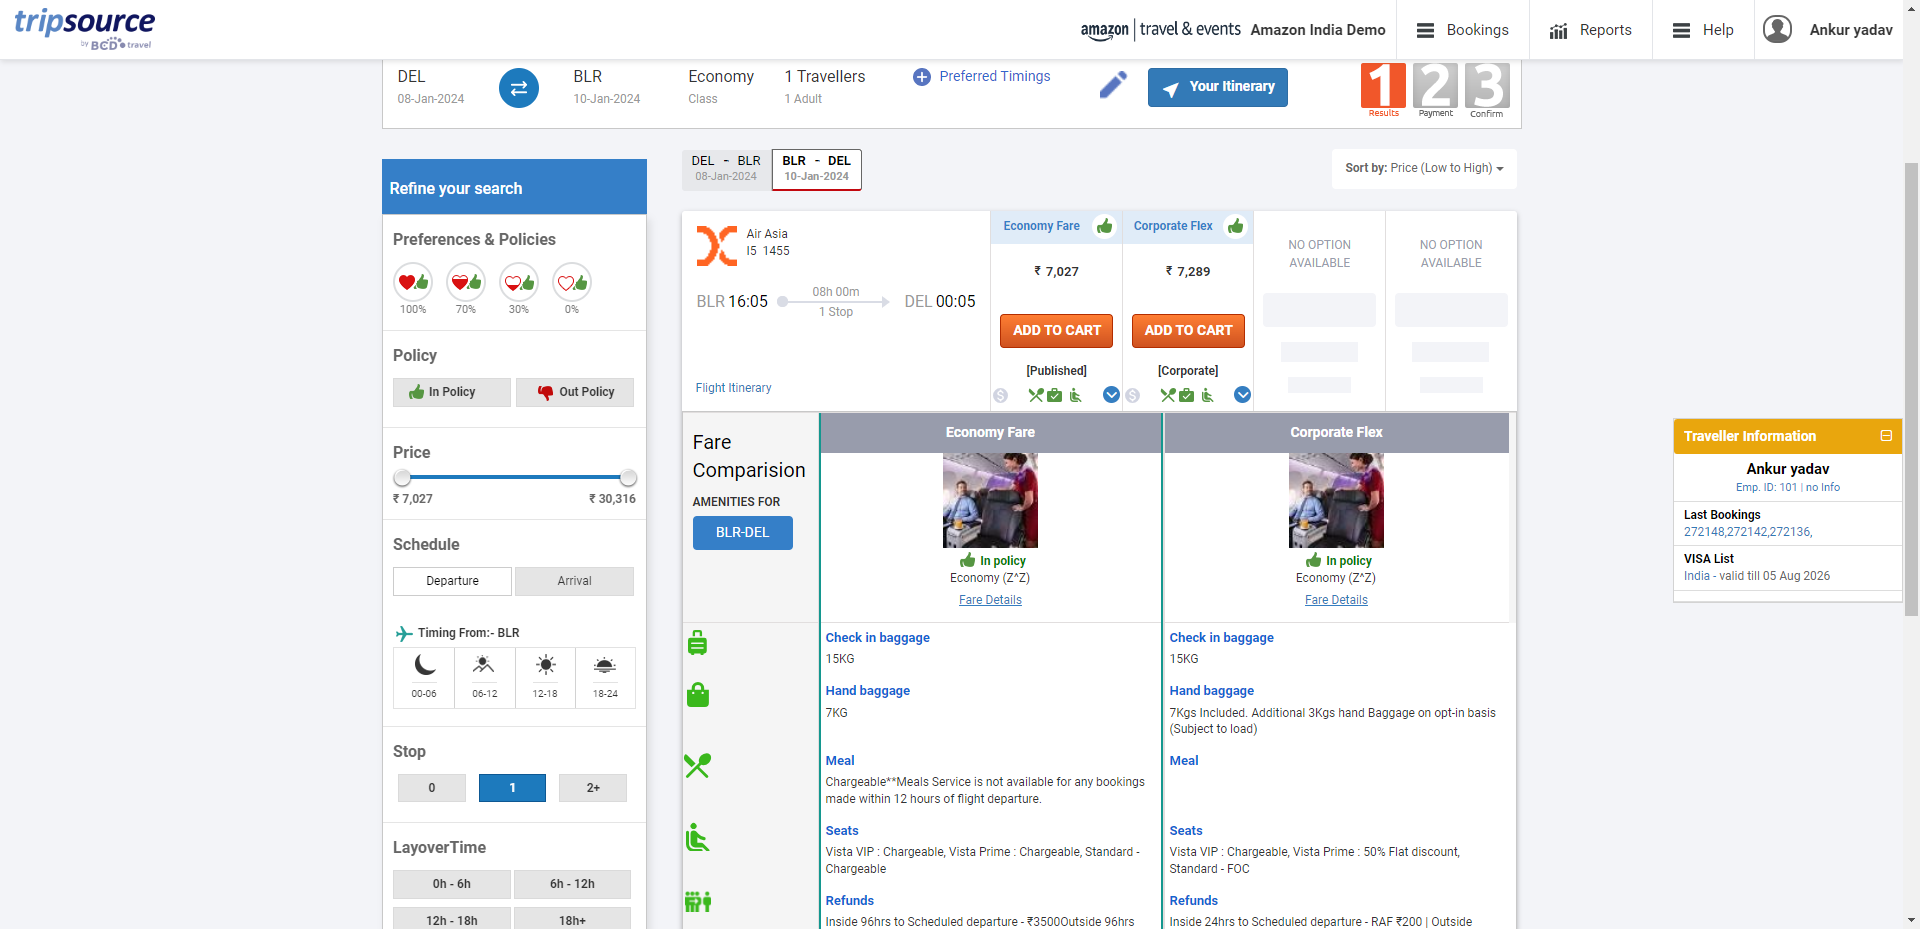 tripsource
by BCD travel
amazon | travel & events Amazon India Demo
Bookings
Reports
Help
Ankur yadav
DEL
08-Jan-2024
BLR
10-Jan-2024
Economy
Class
1 Travellers
1 Adult
Preferred Timings
Your Itinerary
1 2 3
Results Payment Confirm
DEL - BLR
08-Jan-2024
BLR - DEL
10-Jan-2024
Sort by: Price (Low to High)
Refine your search
Preferences & Policies
100% 70% 30% 0%
Policy
In Policy Out Policy
Price
₹ 7,027 ₹ 30,316
Schedule
Departure Arrival
Timing From:- BLR
00-06 06-12 12-18 18-24
Stop
0 1 2+
LayoverTime
0h - 6h 6h - 12h
12h - 18h 18h+
Air Asia
I5 1455
BLR 16:05
08h 00m
1 Stop
DEL 00:05
Flight Itinerary
Economy Fare
₹ 7,027
ADD TO CART
[Published]
$
Corporate Flex
₹ 7,289
ADD TO CART
[Corporate]
$
NO OPTION
AVAILABLE
NO OPTION
AVAILABLE
Fare
Comparision
AMENITIES FOR
BLR-DEL
Economy Fare
In policy
Economy (Z^Z)
Fare Details
Corporate Flex
In policy
Economy (Z^Z)
Fare Details
Check in baggage
15KG
Check in baggage
15KG
Hand baggage
7KG
Hand baggage
7Kgs Included. Additional 3Kgs hand Baggage on opt-in basis
(Subject to load)
Meal
Chargeable**Meals Service is not available for any bookings
made within 12 hours of flight departure.
Meal
Seats
Vista VIP : Chargeable, Vista Prime : Chargeable, Standard -
Chargeable
Seats
Vista VIP : Chargeable, Vista Prime : 50% Flat discount,
Standard - FOC
Refunds
Inside 96hrs to Scheduled departure - ₹3500Outside 96hrs
Refunds
Inside 24hrs to Scheduled departure - RAF ₹200 | Outside
Traveller Information
Ankur yadav
Emp. ID: 101 | no Info
Last Bookings
272148,272142,272136,
VISA List
India - valid till 05 Aug 2026